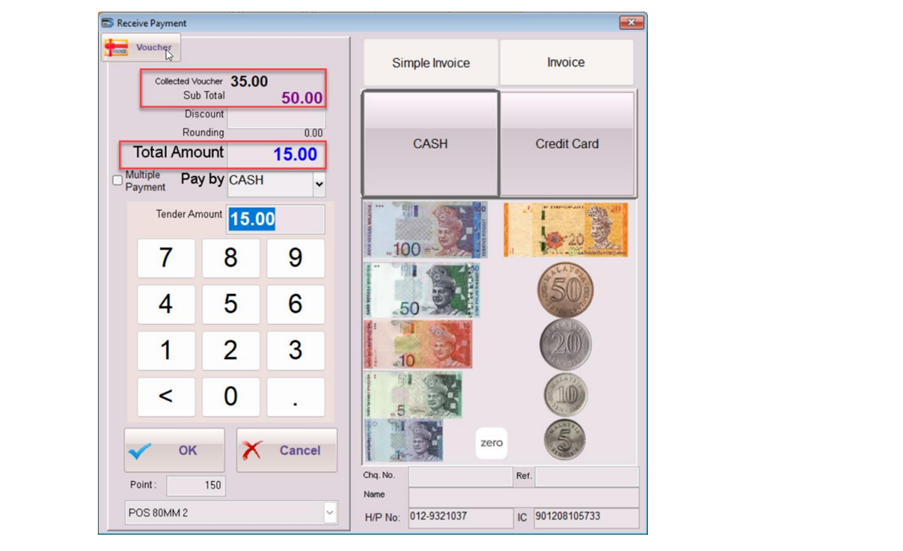 Receive Payment
Voucher
Collected Voucher 35.00
Sub Total 50.00
Discount
Rounding 0.00
Total Amount 15.00
Multiple Payment
Pay by CASH
Tender Amount 15.00
7 8 9
4 5 6
1 2 3
< 0 .
OK Cancel
Point : 150
POS 80MM 2
Simple Invoice Invoice
CASH Credit Card
100 20
50 MALAYSIA 50
10 20
5 10
1 5
zero
Chq. No. Ref.
Name
H/P No: 012-9321037 IC 901208105733